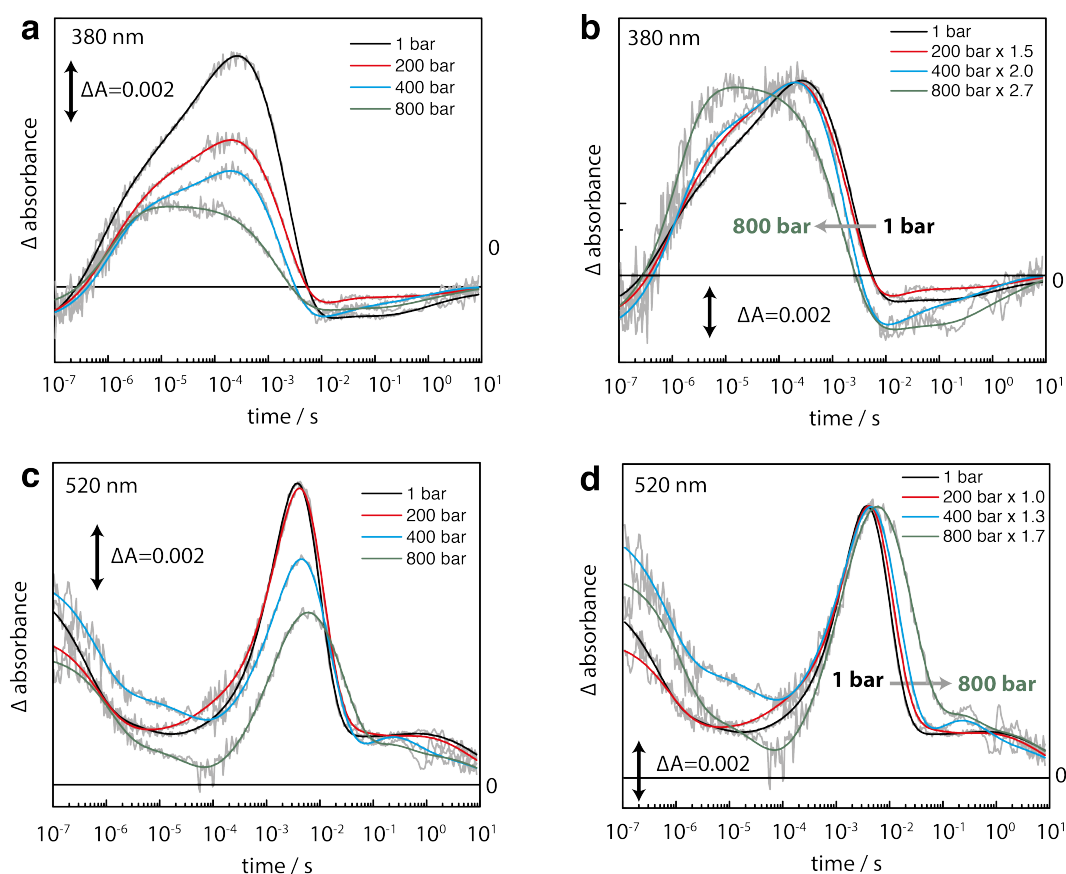 a
380 nm
ΔA=0.002
1 bar
200 bar
400 bar
800 bar
Δ absorbance
0
10-7 10-6 10-5 10-4 10-3 10-2 10-1 100 101
time / s
b
380 nm
1 bar
200 bar x 1.5
400 bar x 2.0
800 bar x 2.7
Δ absorbance
800 bar 1 bar
ΔA=0.002
0
10-7 10-6 10-5 10-4 10-3 10-2 10-1 100 101
time / s
c
520 nm
ΔA=0.002
1 bar
200 bar
400 bar
800 bar
Δ absorbance
0
10-7 10-6 10-5 10-4 10-3 10-2 10-1 100 101
time / s
d
520 nm
1 bar
200 bar x 1.0
400 bar x 1.3
800 bar x 1.7
Δ absorbance
1 bar 800 bar
ΔA=0.002
0
10-7 10-6 10-5 10-4 10-3 10-2 10-1 100 101
time / s